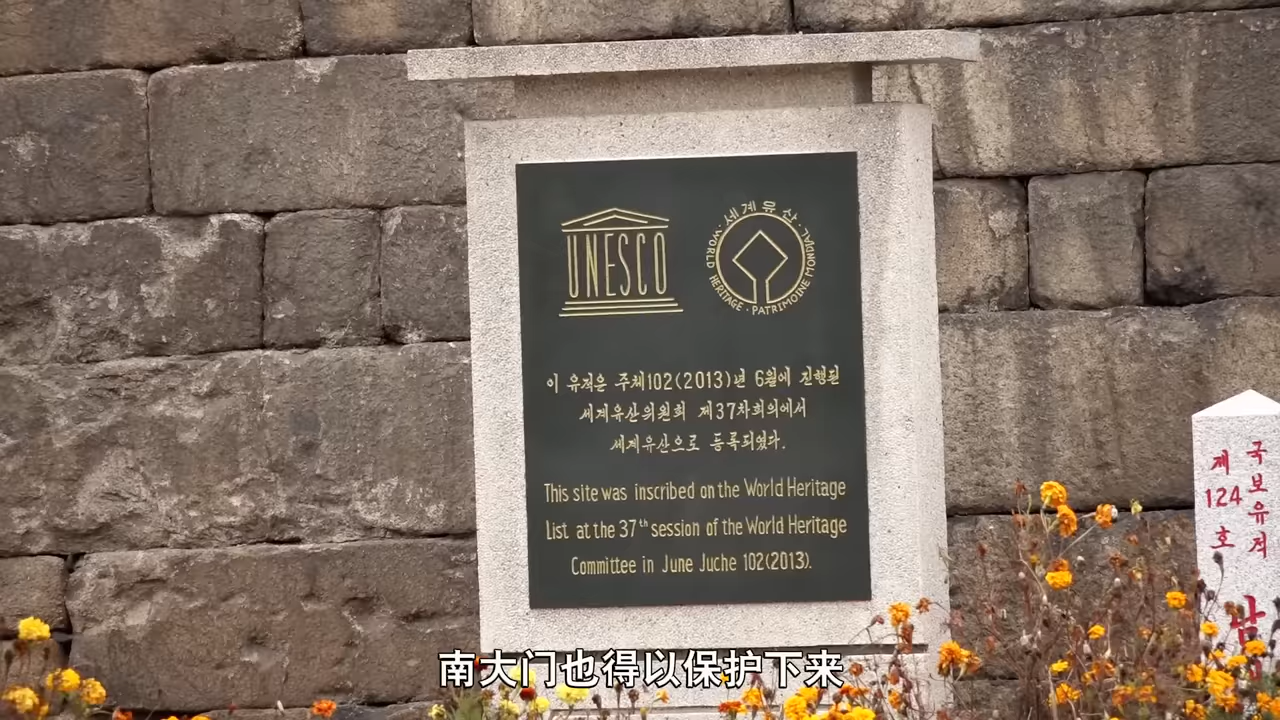 UNESCO
·세계유산·
WORLD HERITAGE · PATRIMOINE MONDIAL
이 유적은 주체102(2013)년 6월에 진행된
세계유산위원회 제37차회의에서
세계유산으로 등록되였다.
This site was inscribed on the World Heritage
List at the 37th session of the World Heritage
Committee in June Juche 102(2013).
국보유적
제124호
남
南大门也得以保护下来